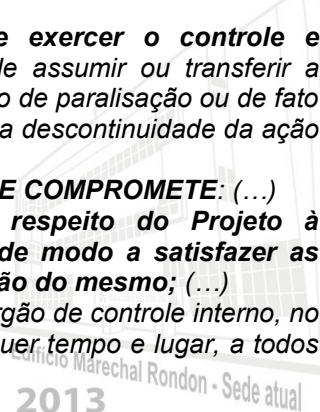 e exercer o controle e
le assumir ou transferir a
o de paralisação ou de fato
a descontinuidade da ação
E COMPROMETE: (…)
respeito do Projeto à
de modo a satisfazer as
ão do mesmo; (…)
rgão de controle interno, no
uer tempo e lugar, a todos
Edifício Marechal Rondon - Sede atual
2013